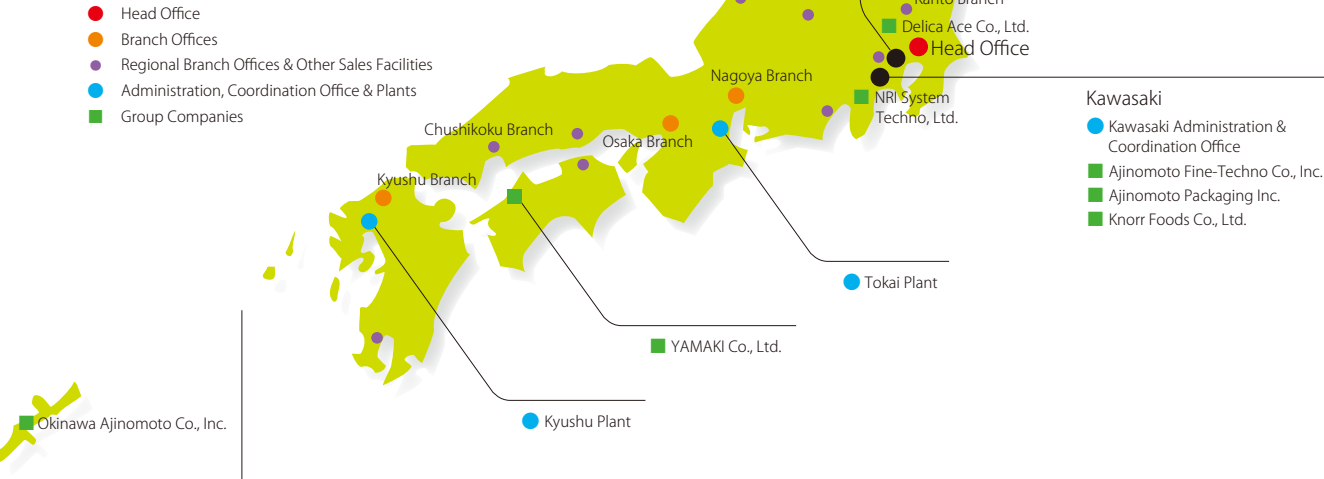 Head Office
Branch Offices
Regional Branch Offices & Other Sales Facilities
Administration, Coordination Office & Plants
Group Companies
Kanto Branch
Delica Ace Co., Ltd.
Head Office
Nagoya Branch
NRI System
Techno, Ltd.
Chushikoku Branch
Osaka Branch
Kyushu Branch
Kawasaki
Kawasaki Administration &
Coordination Office
Ajinomoto Fine-Techno Co., Inc.
Ajinomoto Packaging Inc.
Knorr Foods Co., Ltd.
Tokai Plant
YAMAKI Co., Ltd.
Kyushu Plant
Okinawa Ajinomoto Co., Inc.